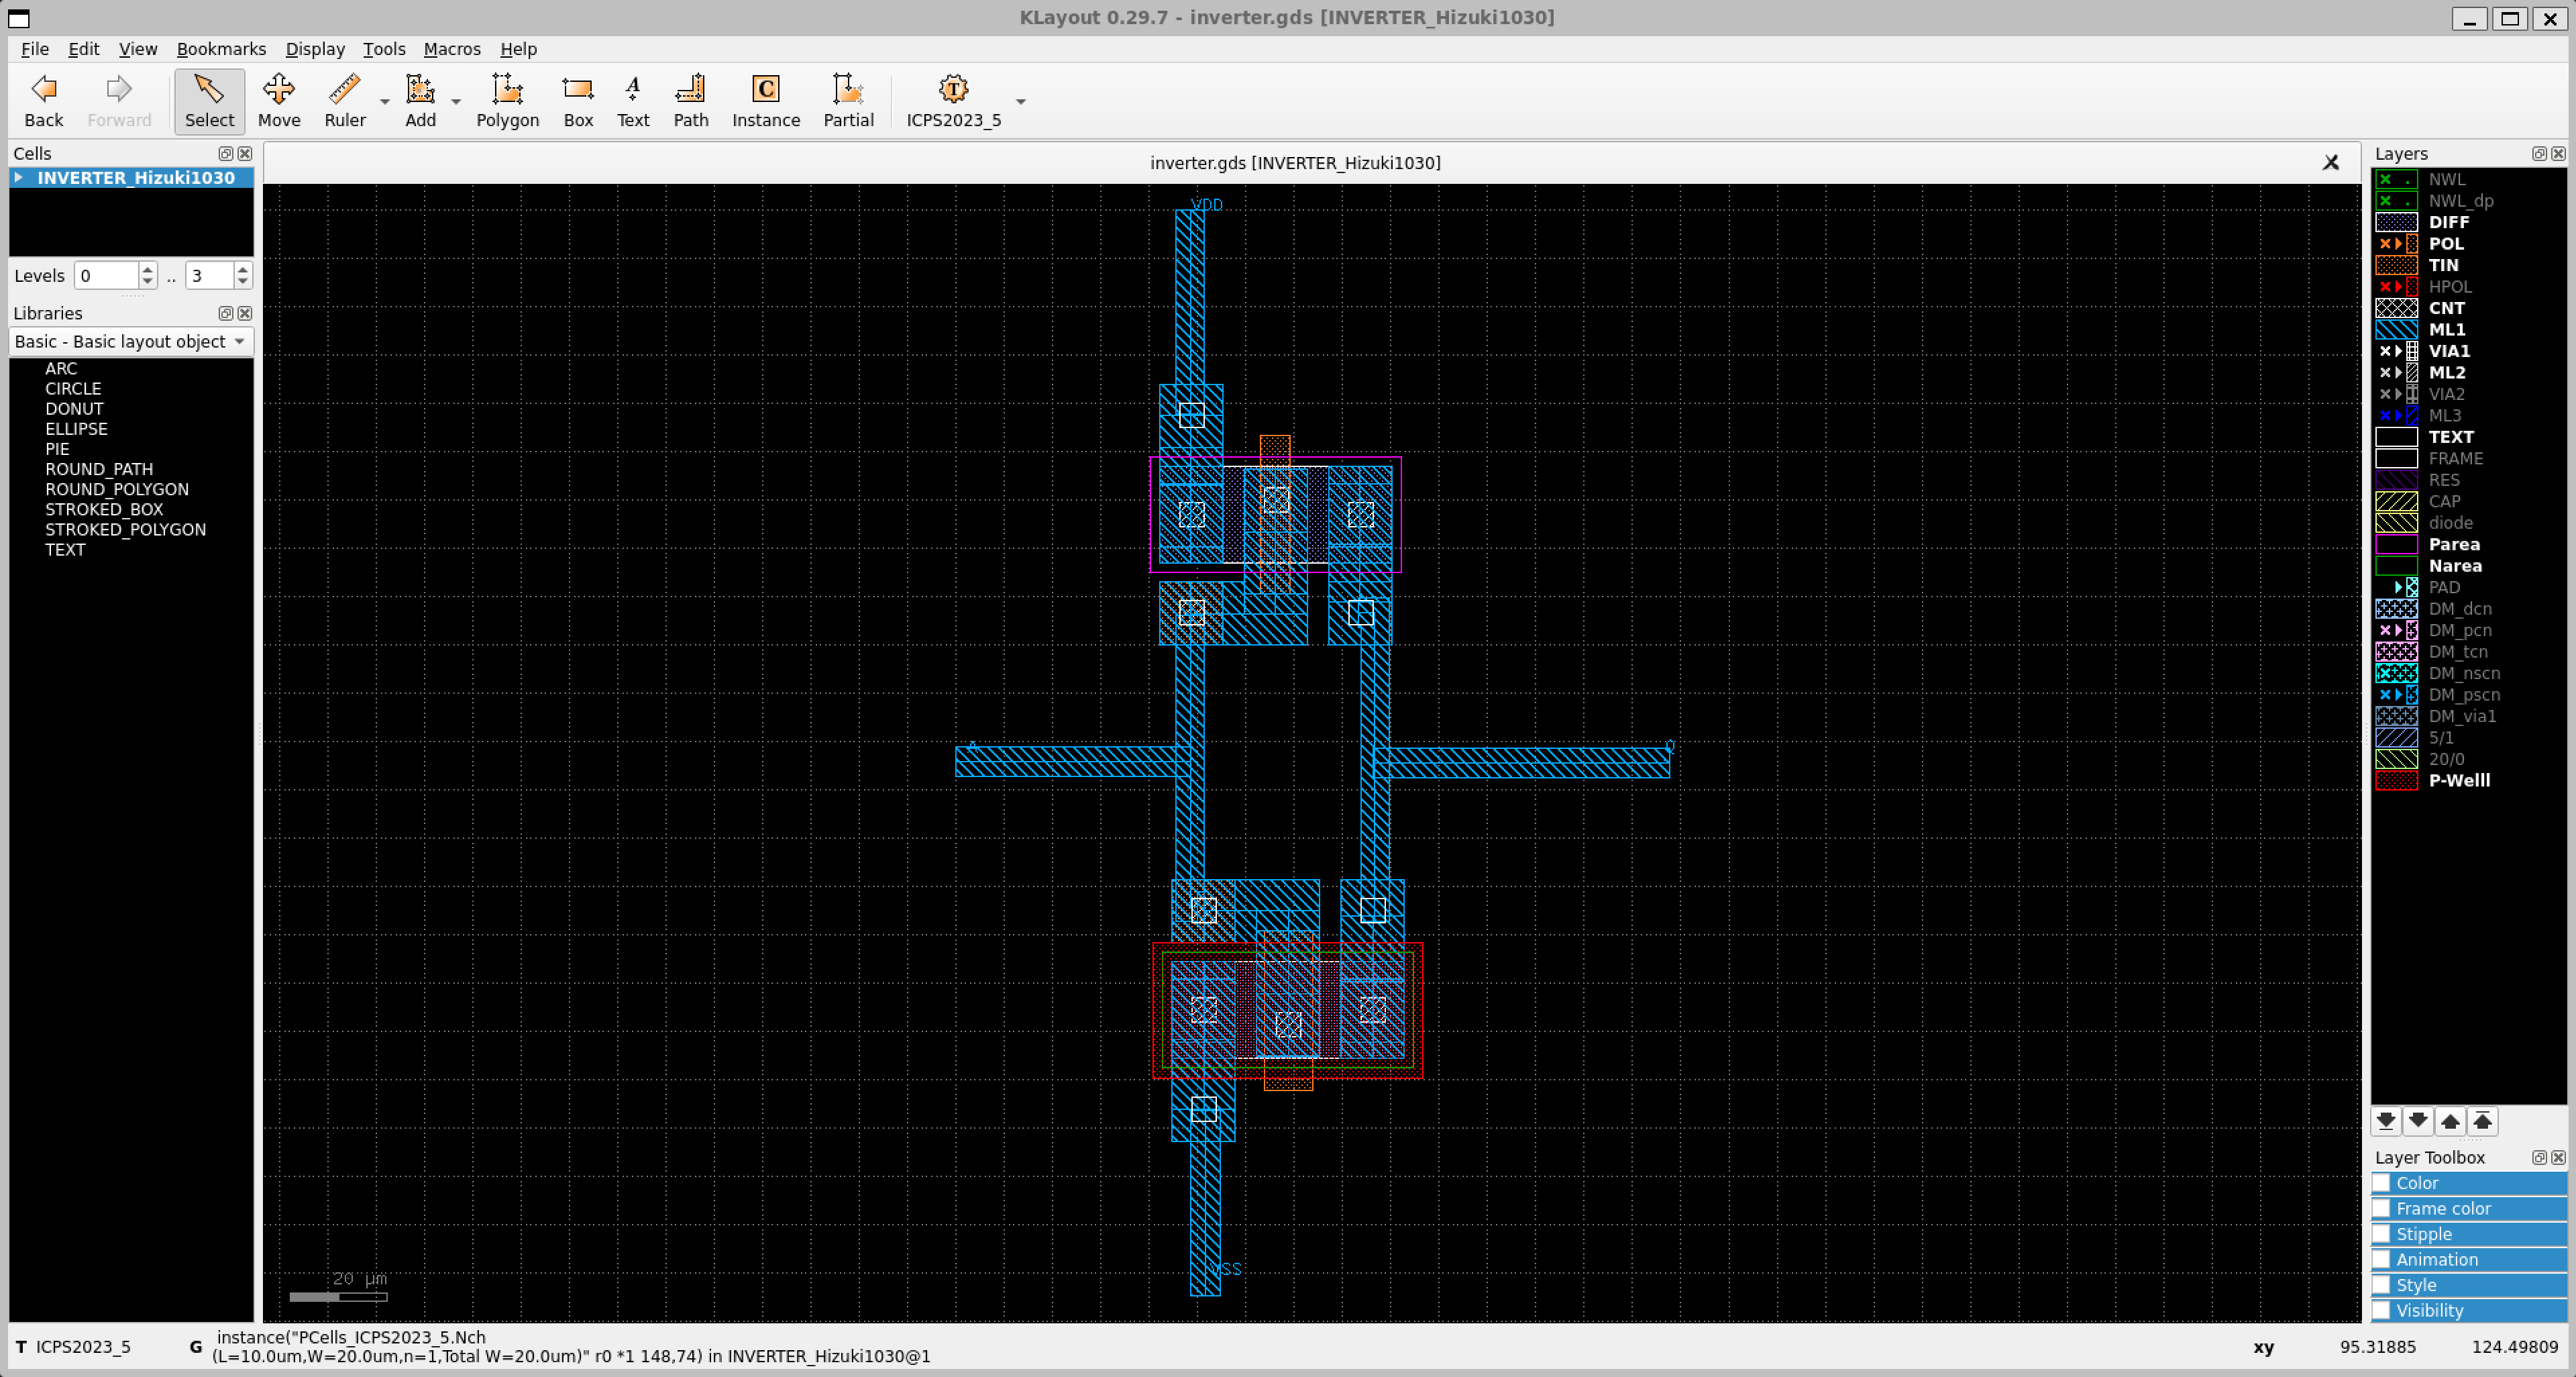 KLayout 0.29.7 - inverter.gds [INVERTER_Hizuki1030]
File Edit View Bookmarks Display Tools Macros Help
Back Forward Select Move Ruler Add Polygon Box Text Path Instance Partial ICPS2023_5
Cells
INVERTER_Hizuki1030
Levels 0 .. 3
Libraries
Basic - Basic layout object
ARC
CIRCLE
DONUT
ELLIPSE
PIE
ROUND_PATH
ROUND_POLYGON
STROKED_BOX
STROKED_POLYGON
TEXT
inverter.gds [INVERTER_Hizuki1030]
VDD
A
Q
VSS
20 µm
Layers
NWL
NWL_dp
DIFF
POL
TIN
HPOL
CNT
ML1
VIA1
ML2
VIA2
ML3
TEXT
FRAME
RES
CAP
diode
Parea
Narea
PAD
DM_dcn
DM_pcn
DM_tcn
DM_nscn
DM_pscn
DM_via1
5/1
20/0
P-Welll
Layer Toolbox
Color
Frame color
Stipple
Animation
Style
Visibility
T ICPS2023_5
G instance("PCells_ICPS2023_5.Nch
(L=10.0um,W=20.0um,n=1,Total W=20.0um)" r0 *1 148,74) in INVERTER_Hizuki1030@1
xy 95.31885 124.49809